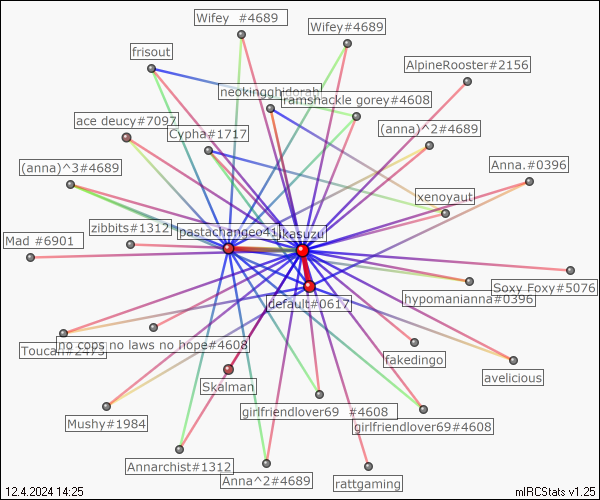 Wifey #4689
Wifey#4689
frisout
AlpineRooster#2156
neokingghidorah
ramshackle gorey#4608
ace deucy#7097
Cypha#1717
(anna)^2#4689
(anna)^3#4689
Anna.#0396
xenoyaut
zibbits#1312
pastachangeo41
kasuzu
Mad #6901
Soxy Foxy#5076
hypomanianna#0396
default#0617
no cops no laws no hope#4608
fakedingo
avelicious
Skalman
girlfriendlover69 #4608
girlfriendlover69#4608
Mushy#1984
Annarchist#1312
Anna^2#4689
rattgaming
12.4.2024 14:25
mIRCStats v1.25